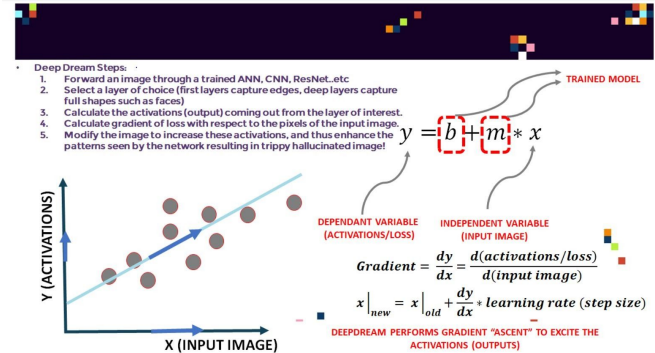 • Deep Dream Steps: ·
1. Forward an image through a trained ANN, CNN, ResNet..etc
2. Select a layer of choice (first layers capture edges, deep layers capture
full shapes such as faces)
3. Calculate the activations (output) coming out from the layer of interest.
4. Calculate gradient of loss with respect to the pixels of the input image.
5. Modify the image to increase these activations, and thus enhance the
patterns seen by the network resulting in trippy hallucinated image!
TRAINED MODEL
y = b + m * x
DEPENDANT VARIABLE
(ACTIVATIONS/LOSS)
INDEPENDENT VARIABLE
(INPUT IMAGE)
Gradient = dy/dx = d(activations/loss)/d(input image)
x|new = x|old + dy/dx * learning rate (step size)
DEEPDREAM PERFORMS GRADIENT “ASCENT” TO EXCITE THE
ACTIVATIONS (OUTPUTS)
Y (ACTIVATIONS)
X (INPUT IMAGE)